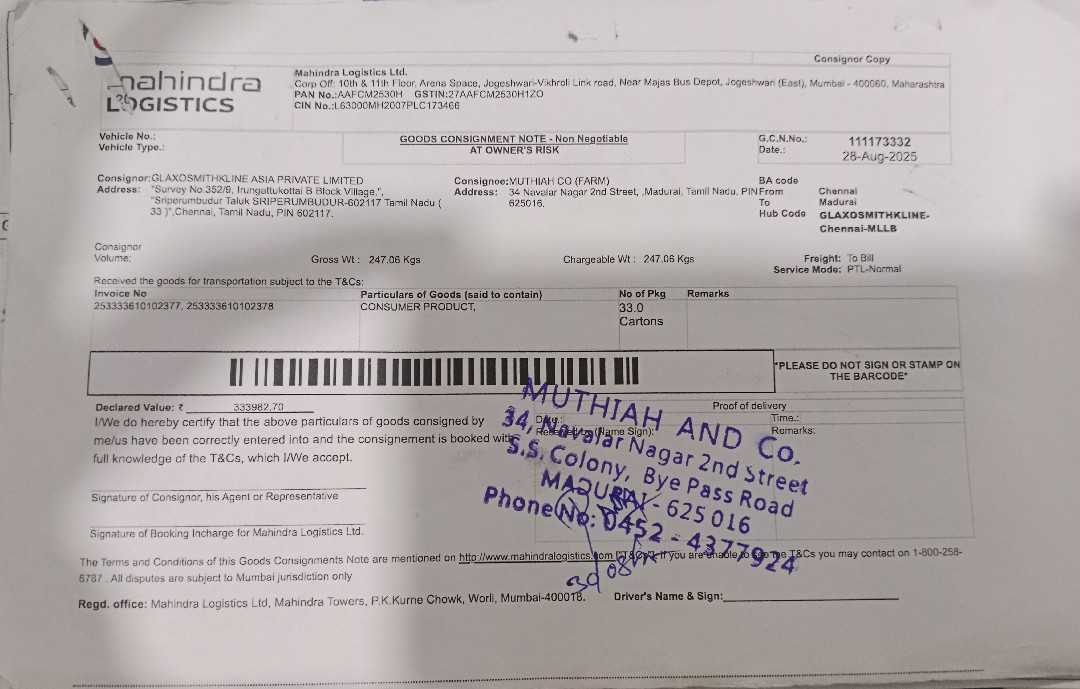 Consignor Copy
mahindra
LOGISTICS
Mahindra Logistics Ltd.
Corp Off: 10th & 11th Floor, Arena Space, Jogeshwari-Vikhroli Link road, Near Majas Bus Depot, Jogeshwari (East), Mumbai - 400060, Maharashtra
PAN No.:AAFCM2530H GSTIN:27AAFCM2530H1ZO
CIN No.:L63000MH2007PLC173466
Vehicle No.:
Vehicle Type.:
GOODS CONSIGNMENT NOTE - Non Negotiable
AT OWNER'S RISK
G.C.N.No.: 111173332
Date.: 28-Aug-2025
Consignor:GLAXOSMITHKLINE ASIA PRIVATE LIMITED
Address: "Survey No.352/9, Irunguttukottai B Block Village,",
"Sriperumbudur Taluk SRIPERUMBUDUR-602117 Tamil Nadu (
33 )",Chennai, Tamil Nadu, PIN 602117.
Consignee:MUTHIAH CO (FARM)
Address: 34 Navalar Nagar 2nd Street, ,Madurai, Tamil Nadu, PIN
625016.
BA code
From Chennai
To Madurai
Hub Code GLAXOSMITHKLINE-
Chennai-MLLB
Consignor
Volume:
Gross Wt : 247.06 Kgs
Chargeable Wt : 247.06 Kgs
Freight: To Bill
Service Mode: PTL-Normal
Received the goods for transportation subject to the T&Cs:
Invoice No Particulars of Goods (said to contain) No of Pkg Remarks
253333610102377, 253333610102378 CONSUMER PRODUCT, 33.0
Cartons
*PLEASE DO NOT SIGN OR STAMP ON
THE BARCODE*
Declared Value: ₹ 333982.70
I/We do hereby certify that the above particulars of goods consigned by
me/us have been correctly entered into and the consignement is booked with
full knowledge of the T&Cs, which I/We accept.
Proof of delivery
Time.:
(Name Sign):
Remarks:
MUTHIAH AND Co.
34, Navalar Nagar 2nd Street
S.S. Colony, Bye Pass Road
MADURAI - 625 016
Phone No: 0452 - 4377924
Signature of Consignor, his Agent or Representative
Signature of Booking Incharge for Mahindra Logistics Ltd.
The Terms and Conditions of this Goods Consignments Note are mentioned on http://www.mahindralogistics.com [T&Cs]. If you are unable to see the T&Cs you may contact on 1-800-258-
6787 . All disputes are subject to Mumbai jurisdiction only
Regd. office: Mahindra Logistics Ltd, Mahindra Towers, P.K.Kurne Chowk, Worli, Mumbai-400018.
Driver's Name & Sign: